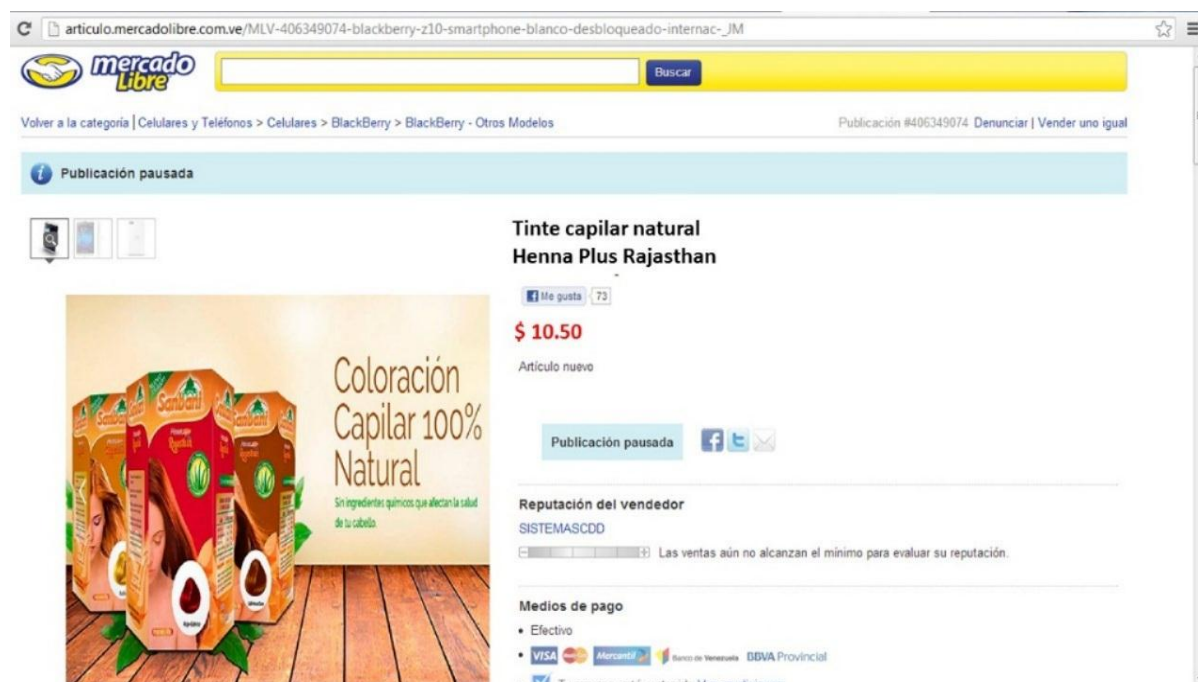 articulo.mercadolibre.com.ve/MLV-406349074-blackberry-z10-smartphone-blanco-desbloqueado-internac-_JM
mercado
libre
Buscar
Volver a la categoría | Celulares y Teléfonos > Celulares > BlackBerry > BlackBerry - Otros Modelos
Publicación #406349074 Denunciar | Vender uno igual
Publicación pausada
Tinte capilar natural
Henna Plus Rajasthan
Me gusta 73
$ 10.50
Artículo nuevo
Coloración
Capilar 100%
Natural
Sin ingredientes químicos que afectan la salud
de tu cabello.
Sanbani
Publicación pausada
Reputación del vendedor
SISTEMASCDD
Las ventas aún no alcanzan el mínimo para evaluar su reputación.
Medios de pago
• Efectivo
• VISA Mercantil Banco de Venezuela BBVA Provincial